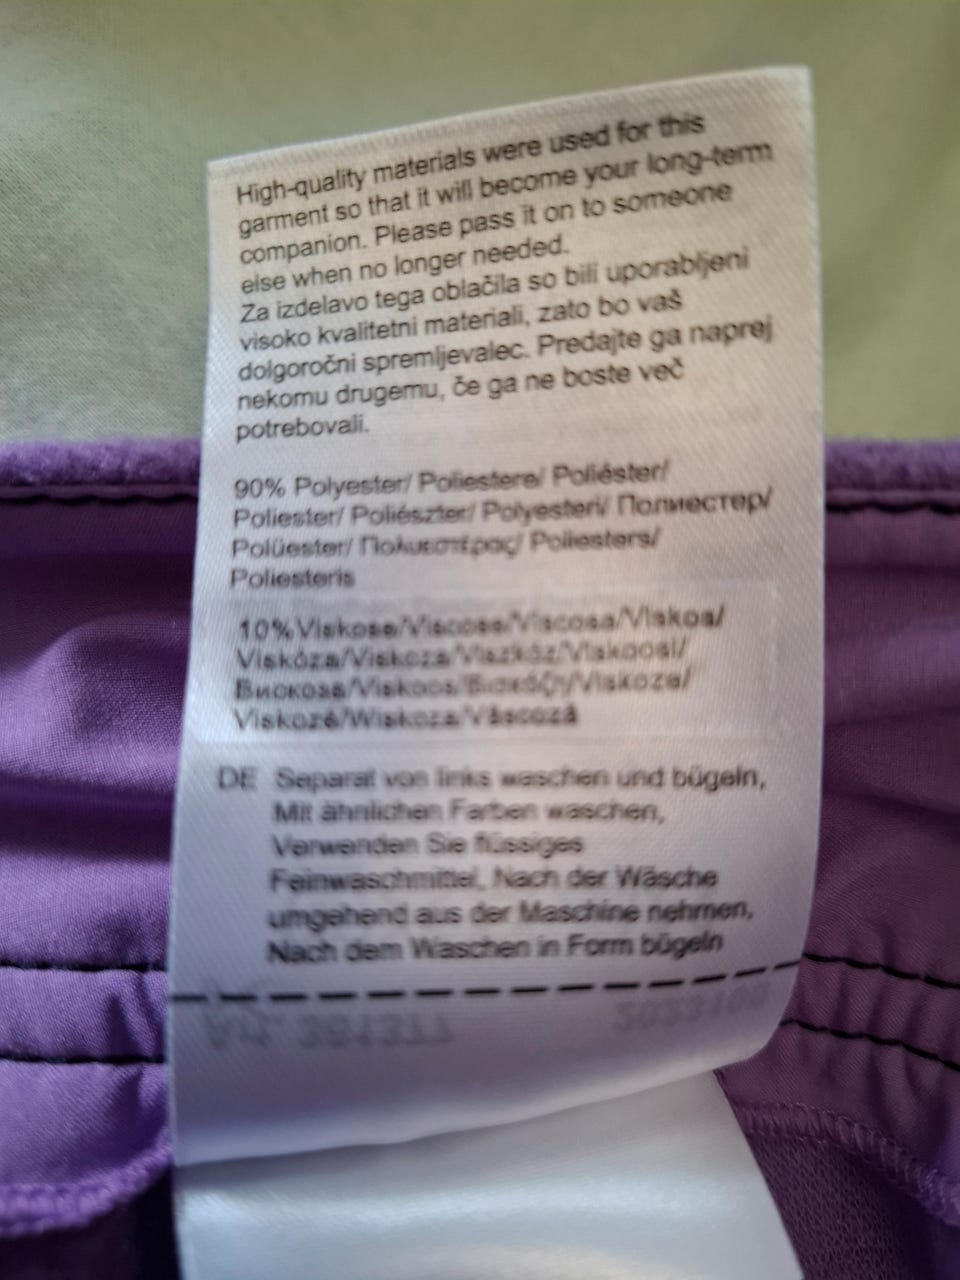 High-quality materials were used for this
garment so that it will become your long-term
companion. Please pass it on to someone
else when no longer needed.
Za izdelavo tega oblačila so bili uporabljeni
visoko kvalitetni materiali, zato bo vaš
dolgoročni spremljevalec. Predajte ga naprej
nekomu drugemu, če ga ne boste več
potrebovali.
90% Polyester/ Poliestere/ Poliéster/
Poliester/ Poliészter/ Polyesteri/ Полиестер/
Polüester/ Πολυεστέρας/ Poliesters/
Poliesteris
10%Viskose/Viscose/Viscosa/Viskoa/
Viskóza/Viskoza/Viszkóz/Viskoosi/
Вискоза/Viskoos/Βισκόζη/Viskoze/
Viskozė/Wiskoza/Vâscoză
DE Separat von links waschen und bügeln,
Mit ähnlichen Farben waschen,
Verwenden Sie flüssiges
Feinwaschmittel, Nach der Wäsche
umgehend aus der Maschine nehmen,
Nach dem Waschen in Form bügeln